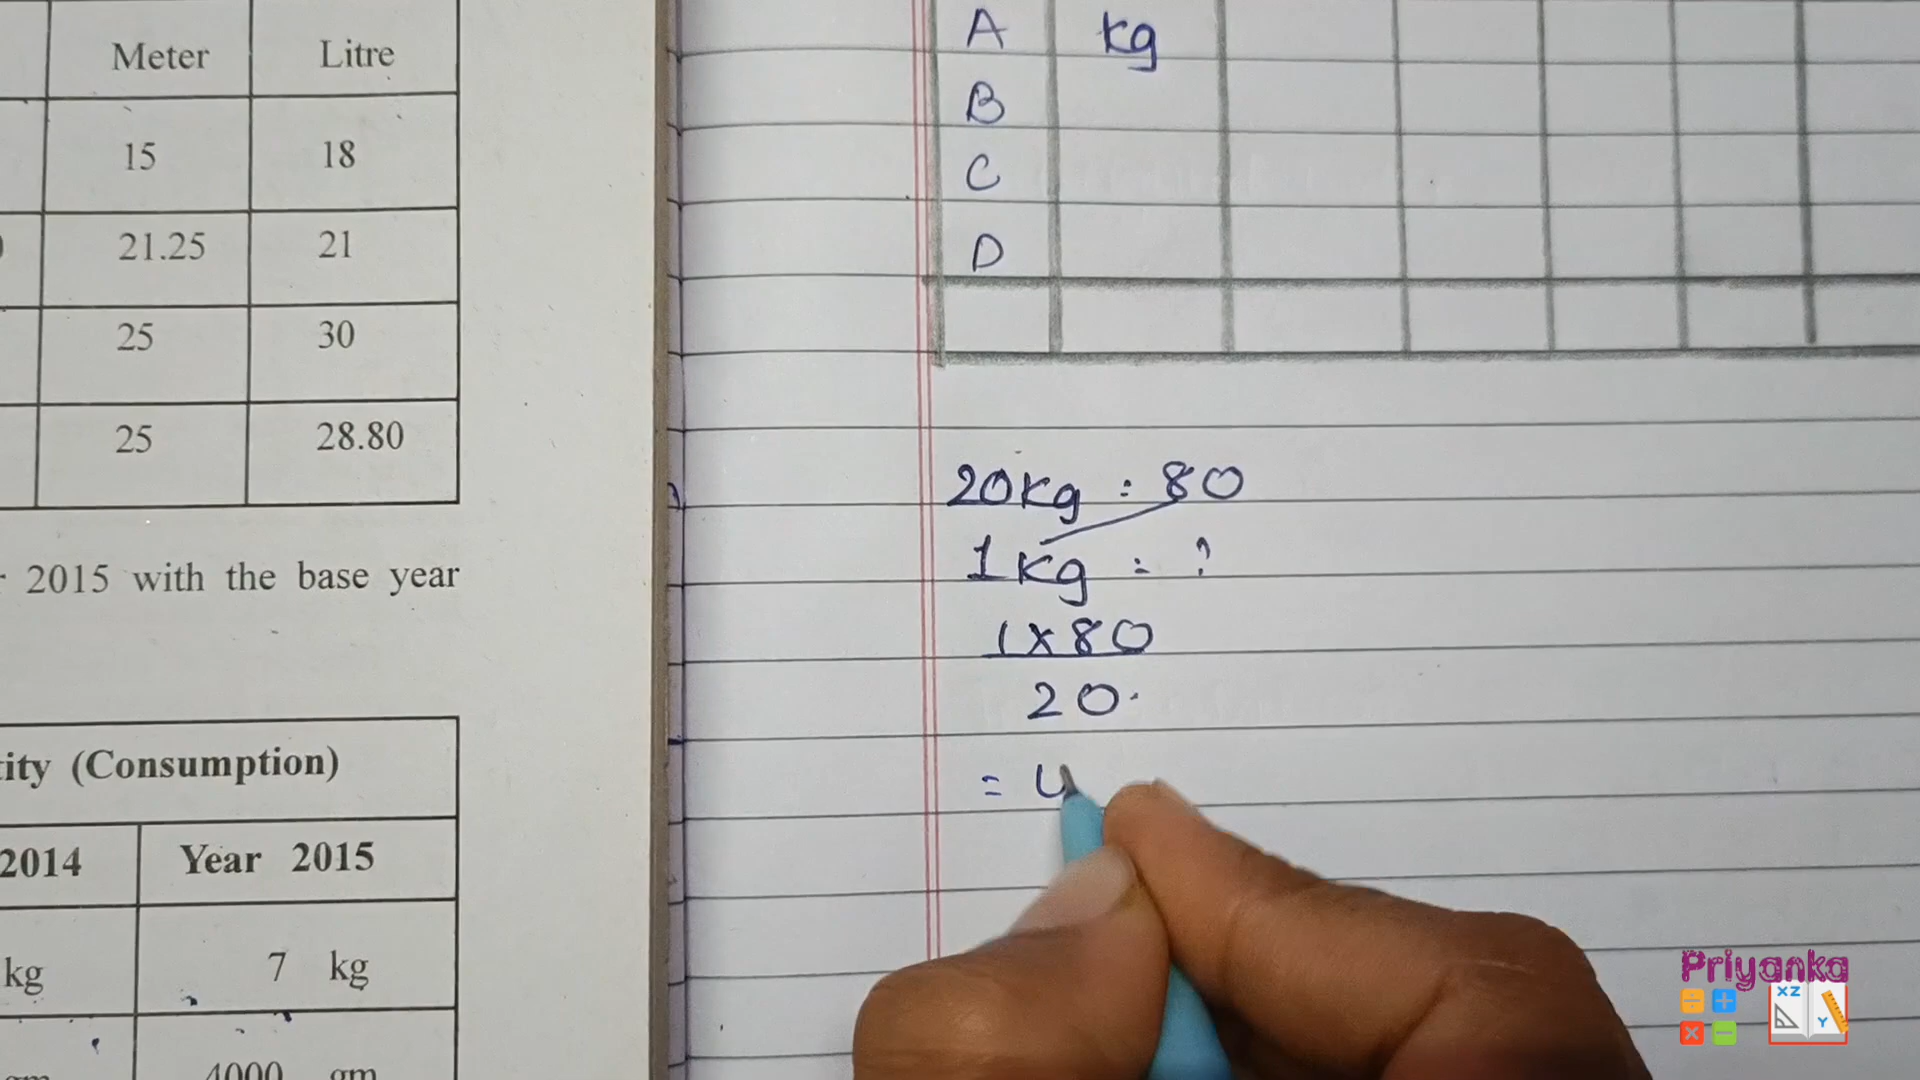 Meter Litre
15 18
21.25 21
25 30
25 28.80
2015 with the base year
(Consumption)
2014 Year 2015
kg 7 kg
4000 gm
A kg
B
C
D
20kg : 80
1kg = ?
1x80
20.
= 4
Priyanka
XZ
Y